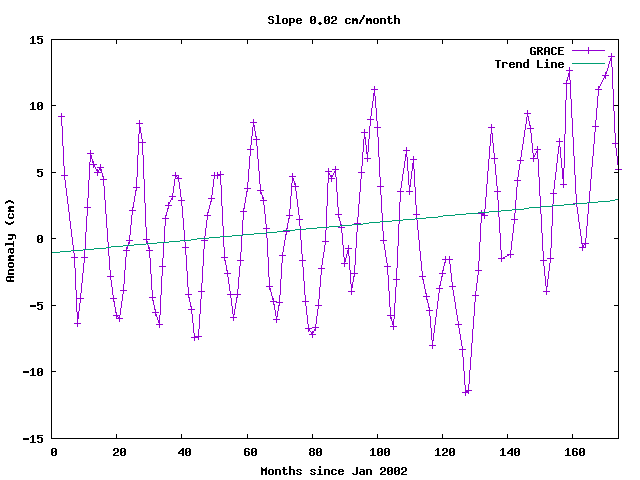 Slope 0.02 cm/month
15
10
5
0
-5
-10
-15
Anomaly (cm)
GRACE
Trend Line
0 20 40 60 80 100 120 140 160
Months since Jan 2002